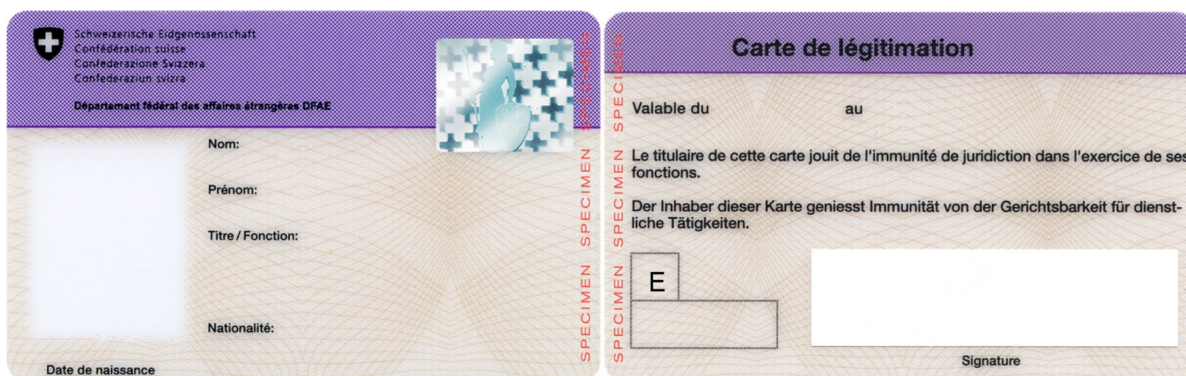 Schweizerische Eidgenossenschaft
Confédération suisse
Confederazione Svizzera
Confederaziun svizra
Département fédéral des affaires étrangères DFAE
Nom:
Prénom:
Titre / Fonction:
Nationalité:
Date de naissance
SPECIMEN SPECIMEN SPECIMEN
SPECIMEN SPECIMEN SPECIMEN
Carte de légitimation
Valable du au
Le titulaire de cette carte jouit de l'immunité de juridiction dans l'exercice de ses
fonctions.
Der Inhaber dieser Karte geniesst Immunität von der Gerichtsbarkeit für dienst-
liche Tätigkeiten.
E
Signature